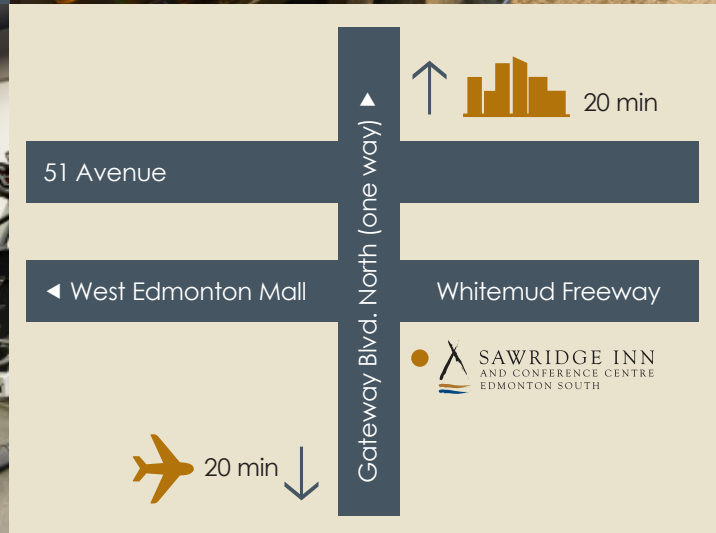 20 min
51 Avenue
Gateway Blvd. North (one way)
West Edmonton Mall
Whitemud Freeway
SAWRIDGE INN
AND CONFERENCE CENTRE
EDMONTON SOUTH
20 min